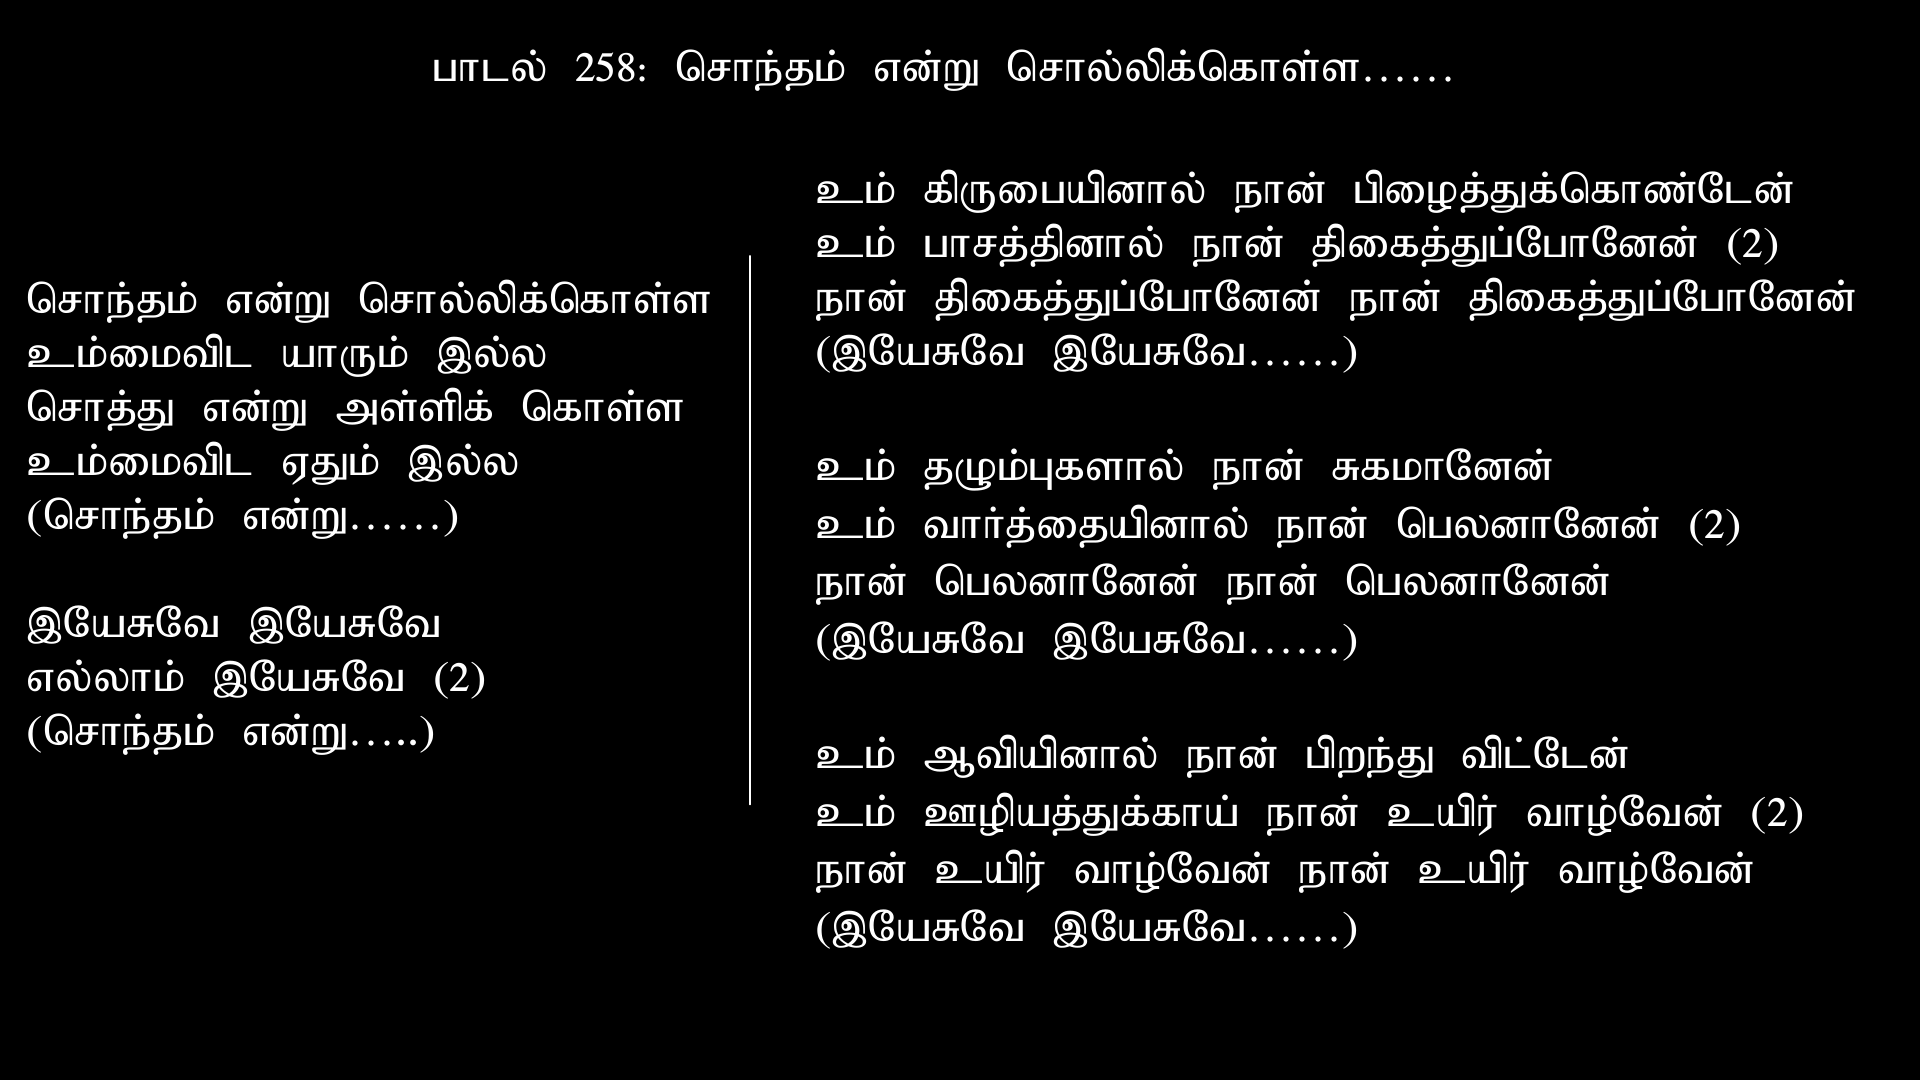 பாடல் 258: சொந்தம் என்று சொல்லிக்கொள்ள......
சொந்தம் என்று சொல்லிக்கொள்ள
உம்மைவிட யாரும் இல்ல
சொத்து என்று அள்ளிக் கொள்ள
உம்மைவிட ஏதும் இல்ல
(சொந்தம் என்று......)
இயேசுவே இயேசுவே
எல்லாம் இயேசுவே (2)
(சொந்தம் என்று.....)
உம் கிருபையினால் நான் பிழைத்துக்கொண்டேன்
உம் பாசத்தினால் நான் திகைத்துப்போனேன் (2)
நான் திகைத்துப்போனேன் நான் திகைத்துப்போனேன்
(இயேசுவே இயேசுவே......)
உம் தழும்புகளால் நான் சுகமானேன்
உம் வார்த்தையினால் நான் பெலனானேன் (2)
நான் பெலனானேன் நான் பெலனானேன்
(இயேசுவே இயேசுவே......)
உம் ஆவியினால் நான் பிறந்து விட்டேன்
உம் ஊழியத்துக்காய் நான் உயிர் வாழ்வேன் (2)
நான் உயிர் வாழ்வேன் நான் உயிர் வாழ்வேன்
(இயேசுவே இயேசுவே......)